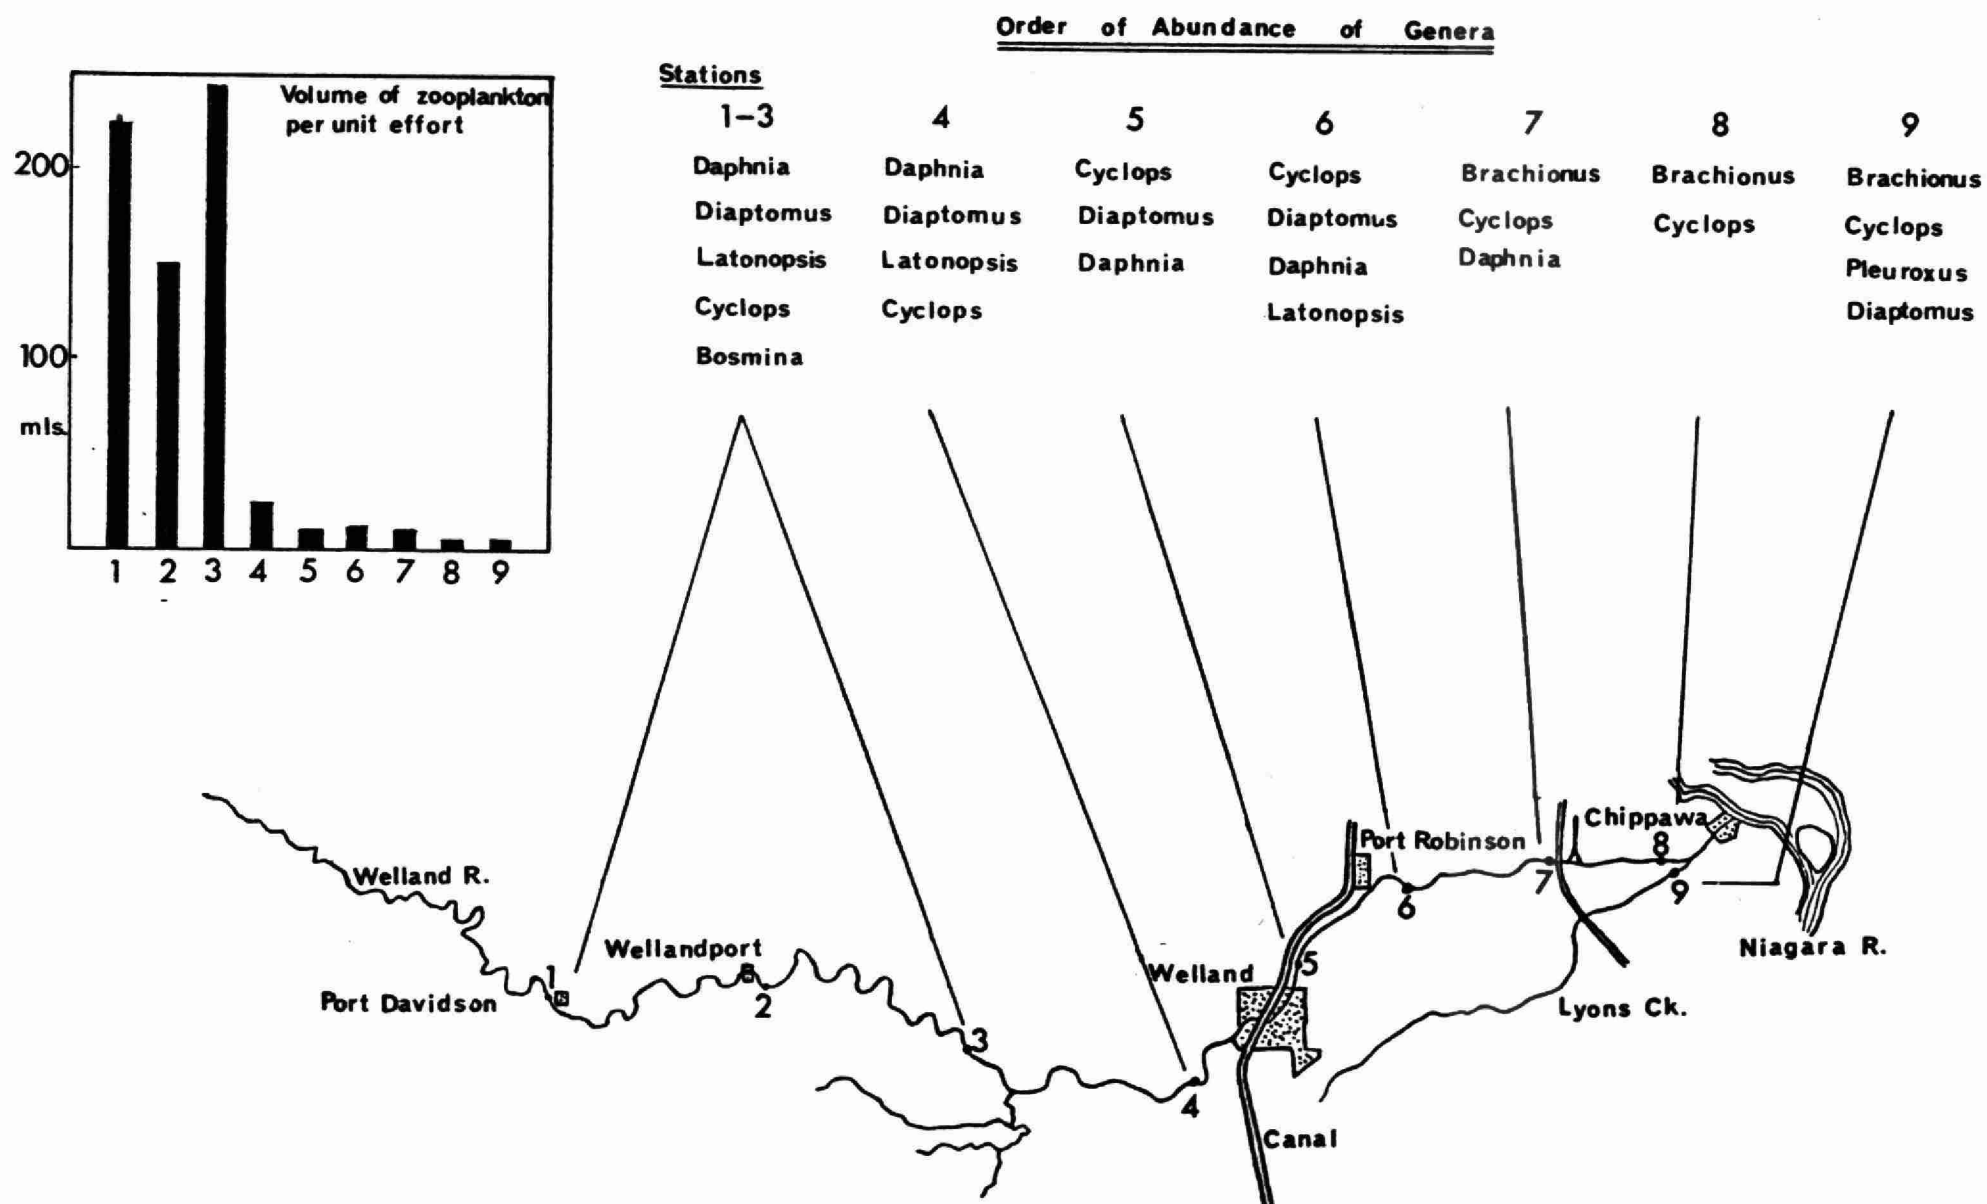 Order of Abundance of Genera
Stations
1-3 4 5 6 7 8 9
Daphnia Daphnia Cyclops Cyclops Brachionus Brachionus Brachionus
Diaptomus Diaptomus Diaptomus Diaptomus Cyclops Cyclops Cyclops
Latonopsis Latonopsis Daphnia Daphnia Daphnia Pleuroxus
Cyclops Cyclops Latonopsis Diaptomus
Bosmina
Volume of zooplankton
per unit effort
200
100
mls.
1 2 3 4 5 6 7 8 9
Welland R.
Port Davidson
1
Wellandport
2
3
4
Welland
5
Canal
Port Robinson
6
7
Chippawa
8
9
Lyons Ck.
Niagara R.